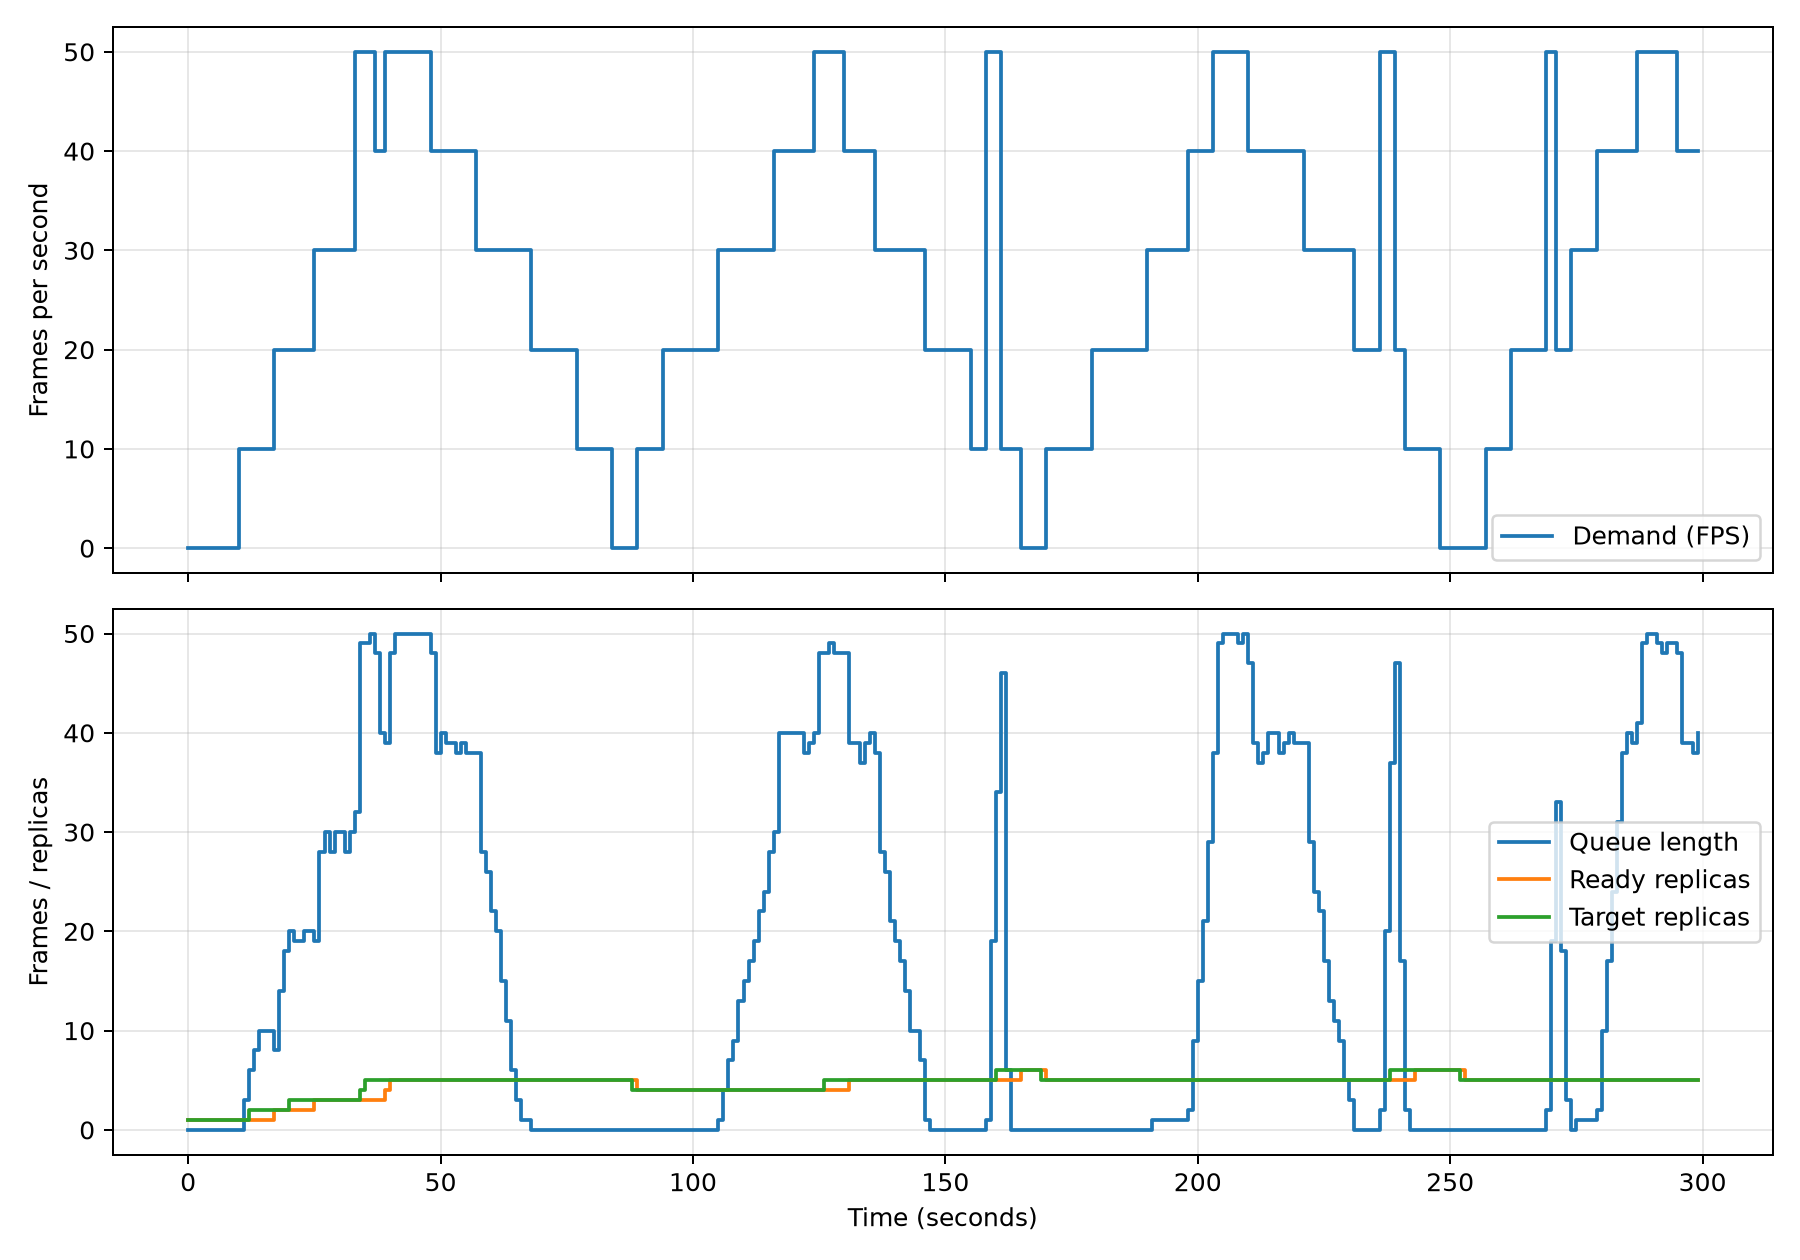 50
40
30
20
10
0
Frames per second
Demand (FPS)
50
40
30
20
10
0
Frames / replicas
Queue length
Ready replicas
Target replicas
0 50 100 150 200 250 300
Time (seconds)